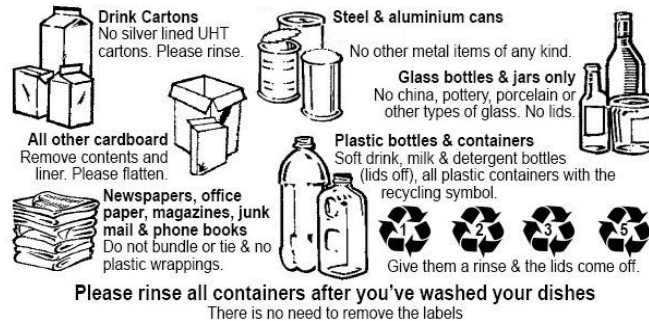 Drink Cartons
No silver lined UHT
cartons. Please rinse.
Steel & aluminium cans
No other metal items of any kind.
Glass bottles & jars only
No china, pottery, porcelain or
other types of glass. No lids.
All other cardboard
Remove contents and
liner. Please flatten.
Plastic bottles & containers
Soft drink, milk & detergent bottles
(lids off), all plastic containers with the
recycling symbol.
Newspapers, office
paper, magazines, junk
mail & phone books
Do not bundle or tie & no
plastic wrappings.
1 2 3 5
Give them a rinse & the lids come off.
Please rinse all containers after you've washed your dishes
There is no need to remove the labels